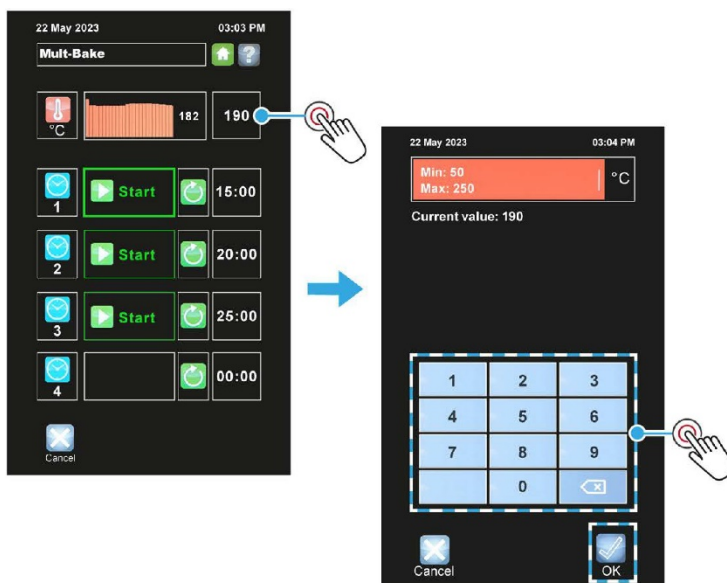 22 May 2023 03:03 PM
Mult-Bake
?
°C 182 190
1 Start 15:00
2 Start 20:00
3 Start 25:00
4 00:00
Cancel
22 May 2023 03:04 PM
Min: 50
Max: 250
°C
Current value: 190
1 2 3
4 5 6
7 8 9
0
Cancel OK